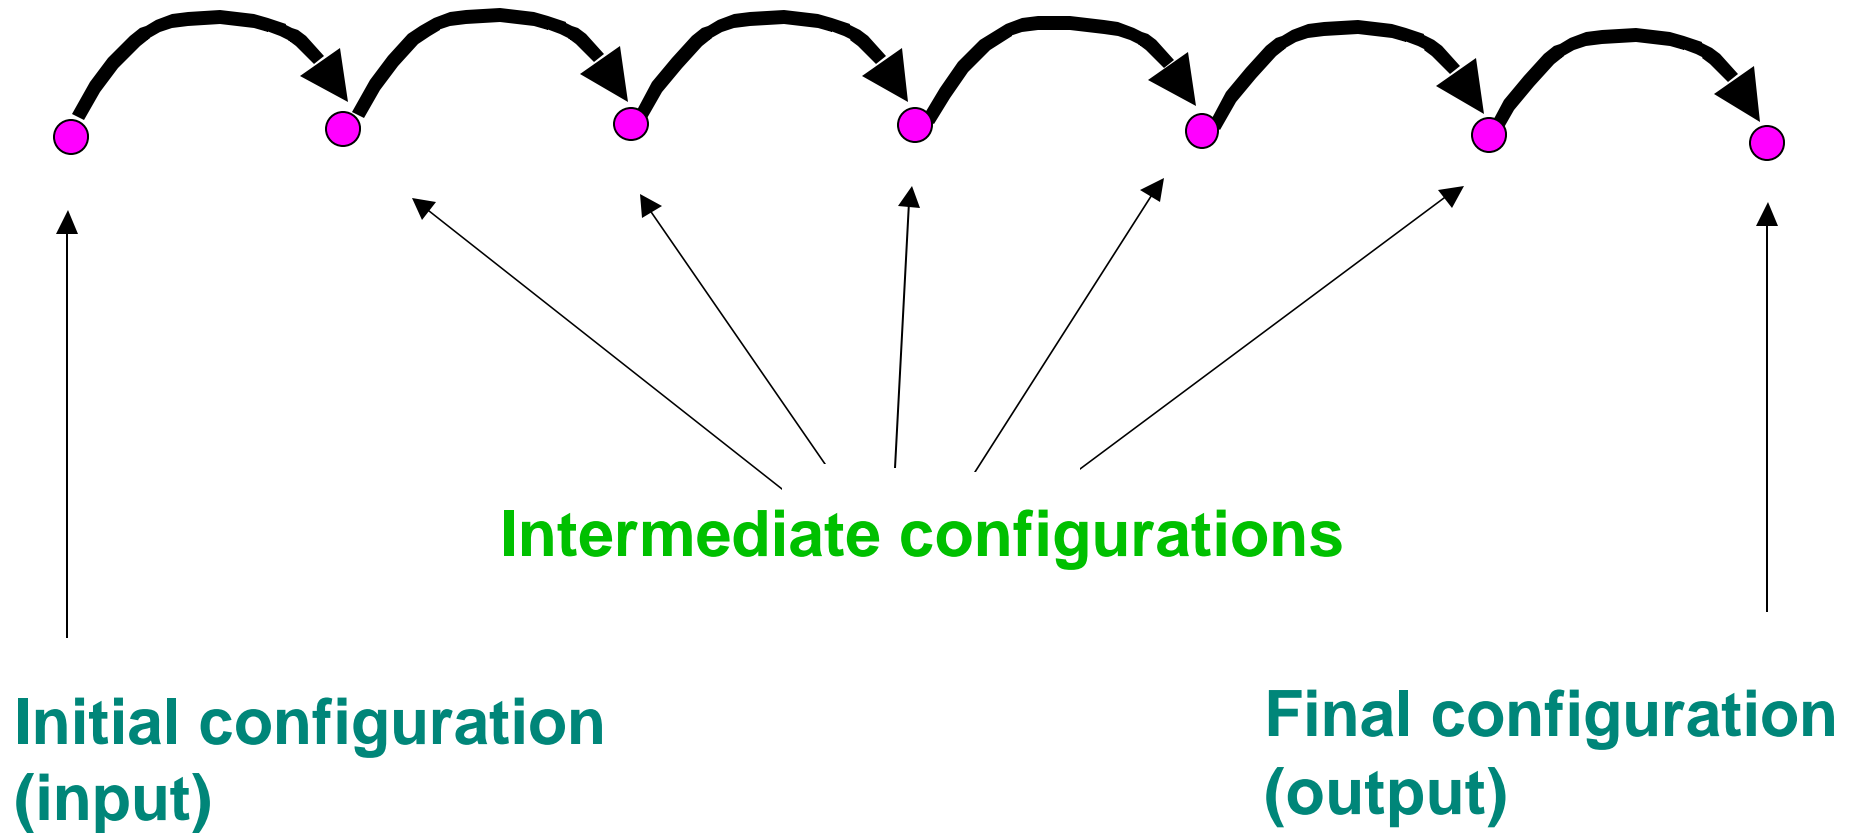 Intermediate configurations
Initial configuration
(input)
Final configuration
(output)